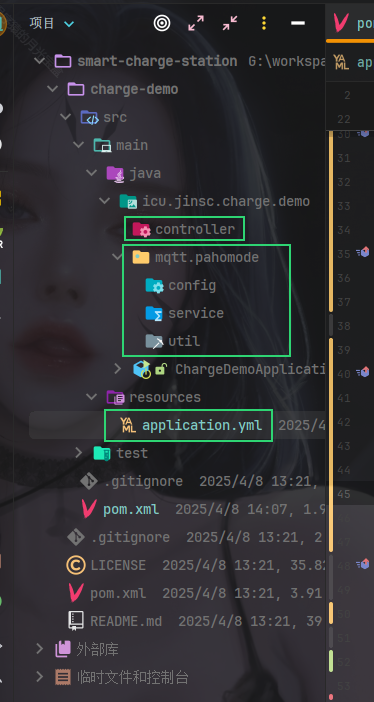 项目
po
smart-charge-station G:\workspa
YAML ap
charge-demo
2
src
22
main
30
31
java
32
icu.jinsc.charge.demo
33
34
controller
35
mqtt.pahomode
36
config
37
service
38
util
39
ChargeDemoApplicati
40
resources
41
42
YAML application.yml 2025/4
43
test
44
.gitignore 2025/4/8 13:21,
45
pom.xml 2025/4/8 14:07, 1.9
.gitignore 2025/4/8 13:21, 2
LICENSE 2025/4/8 13:21, 35.82
pom.xml 2025/4/8 13:21, 3.91
README.md 2025/4/8 13:21, 39
外部库
临时文件和控制台